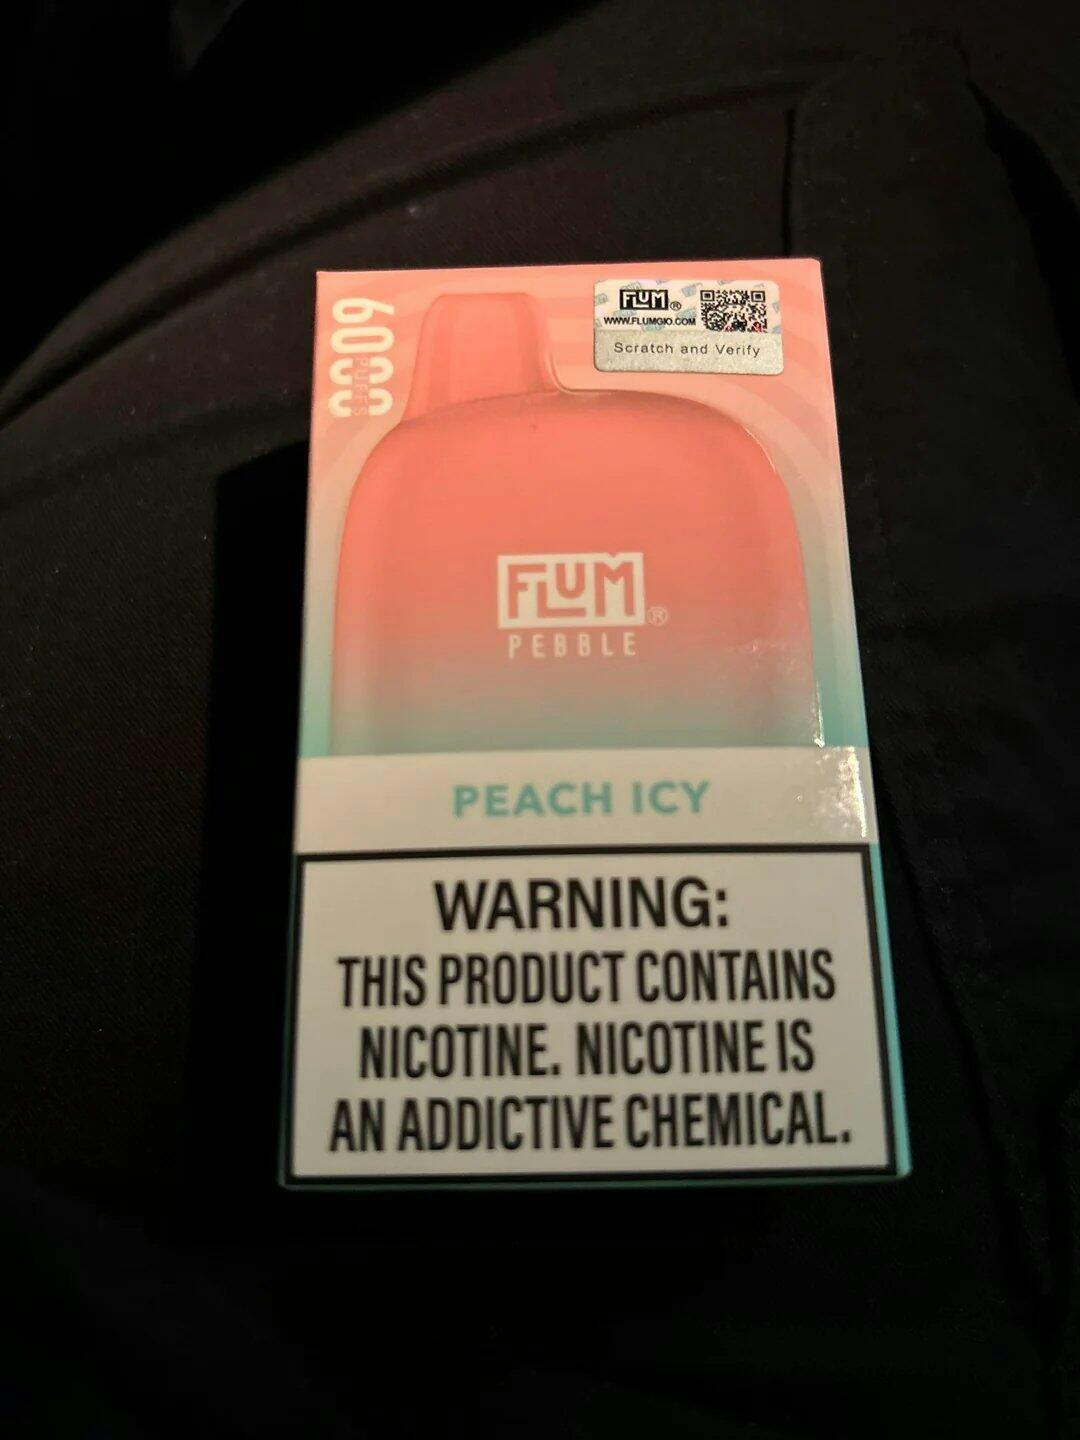 6000
PUFFS
FLUM®
WWW.FLUMGIO.COM
Scratch and Verify
FLUM®
PEBBLE
PEACH ICY
WARNING:
THIS PRODUCT CONTAINS
NICOTINE. NICOTINE IS
AN ADDICTIVE CHEMICAL.